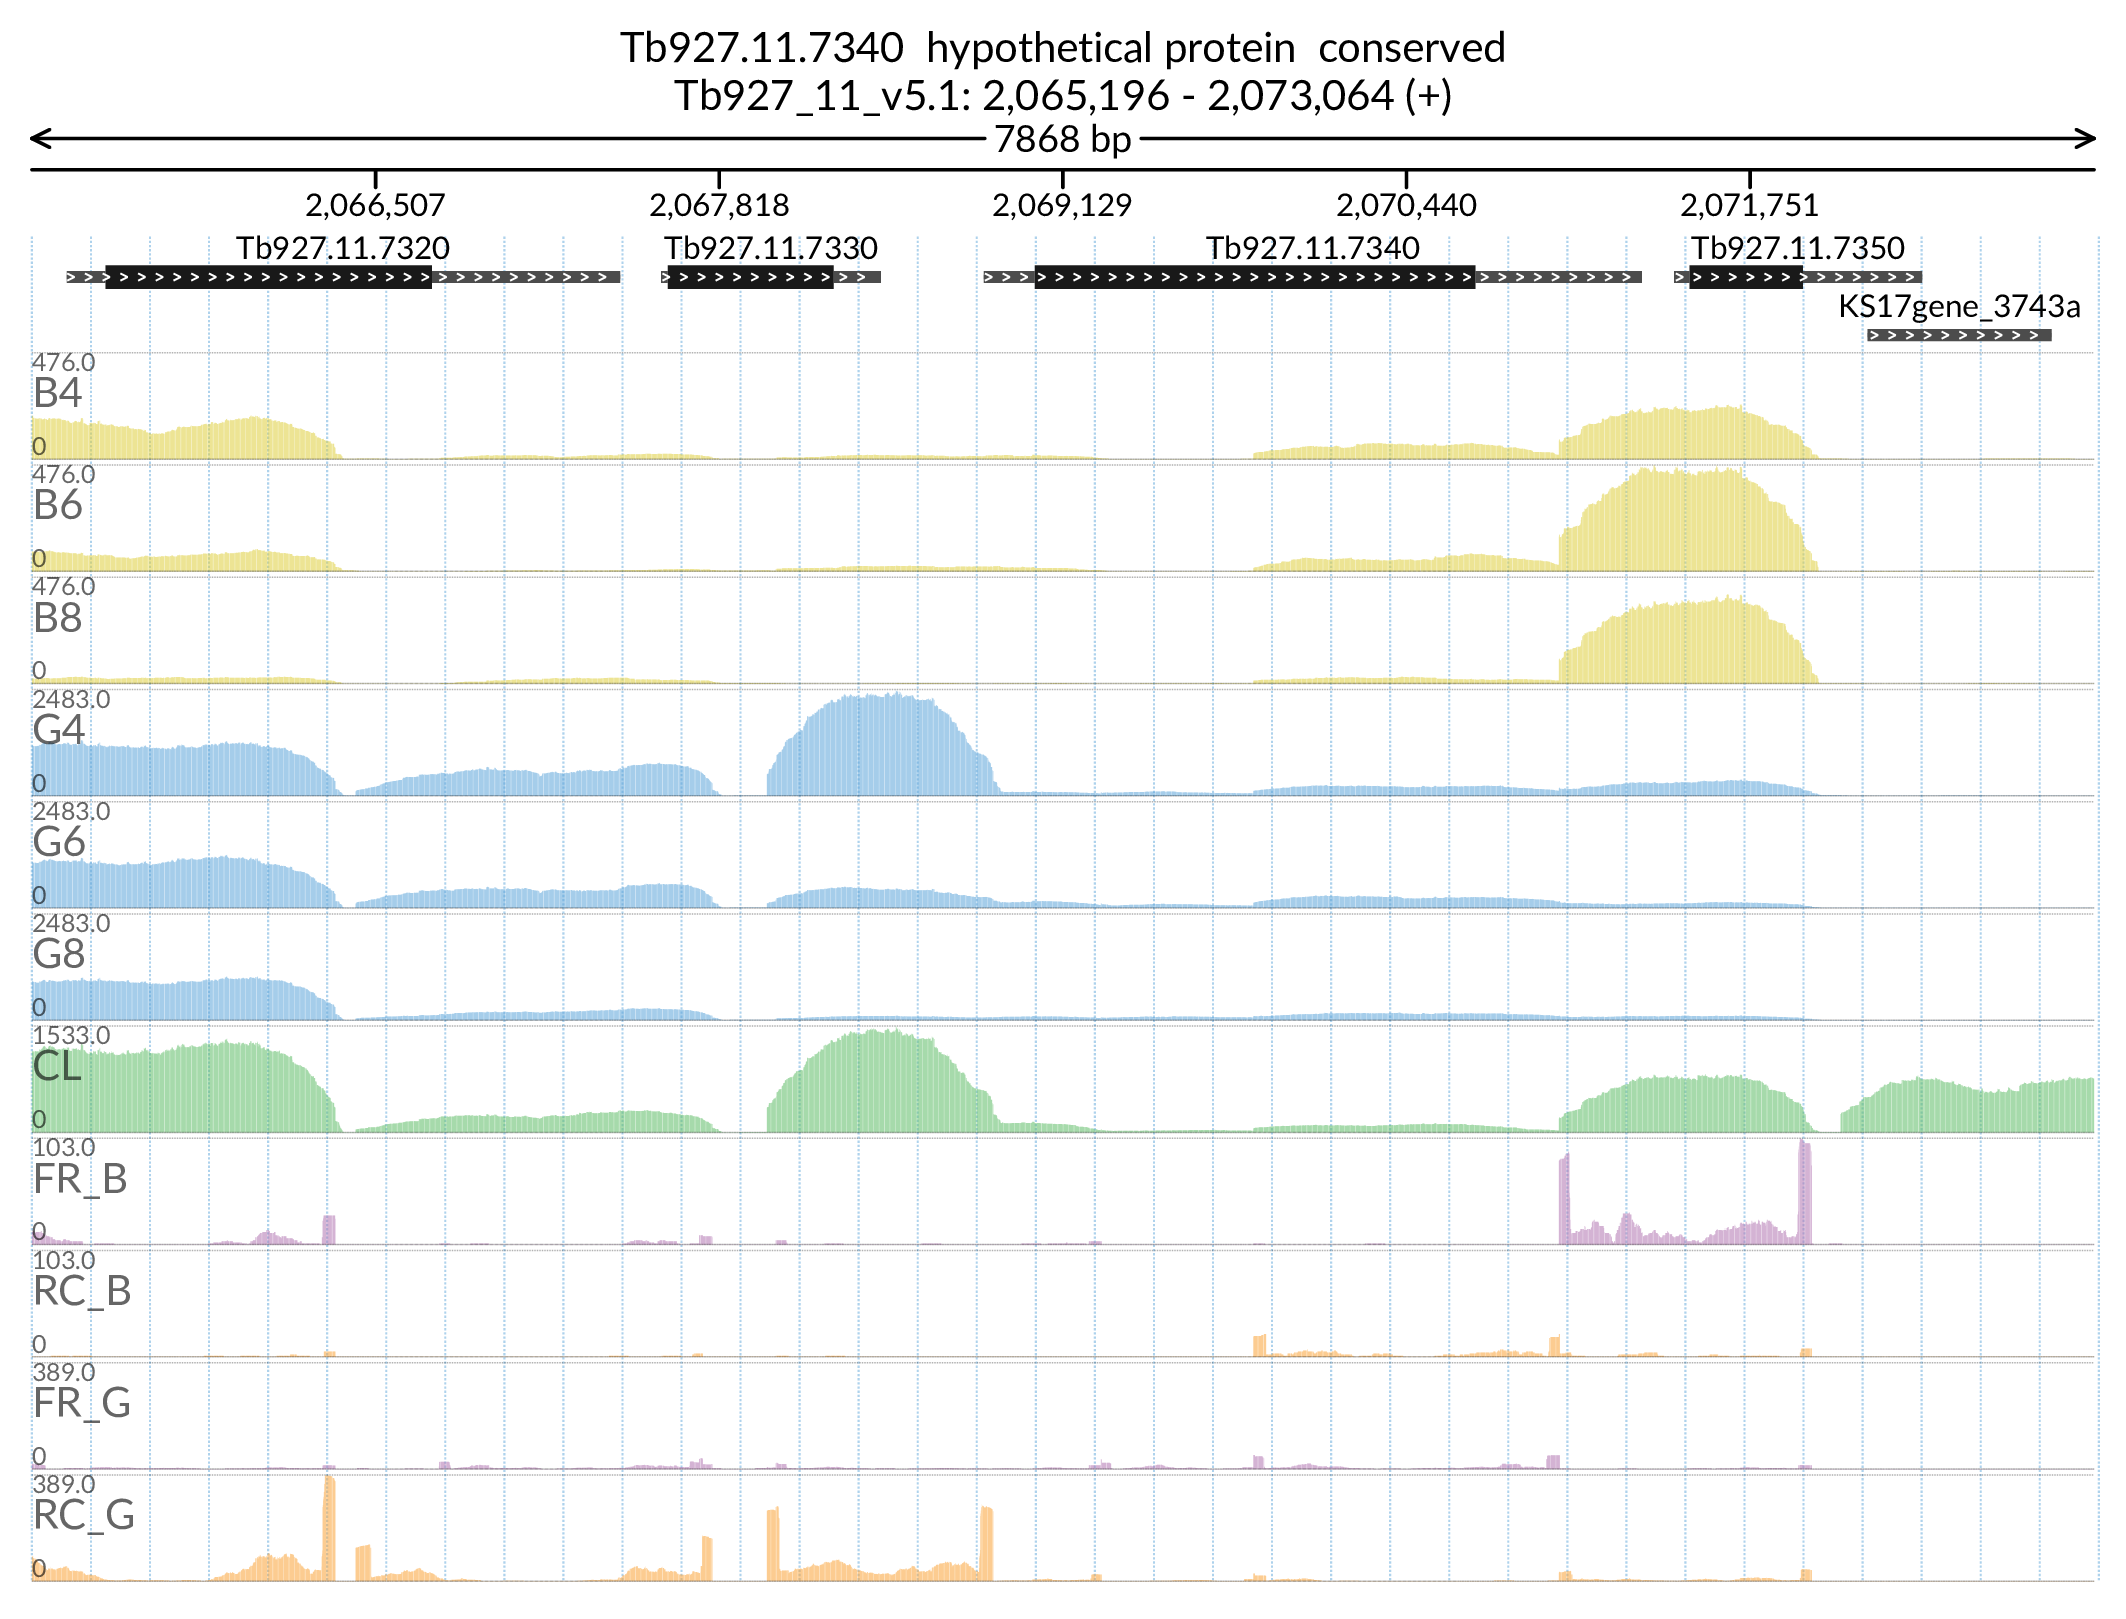 Tb927.11.7340  hypothetical protein  conserved
Tb927_11_v5.1: 2,065,196 - 2,073,064 (+)
7868 bp
2,066,507 2,067,818 2,069,129 2,070,440 2,071,751
Tb927.11.7320 Tb927.11.7330 Tb927.11.7340 Tb927.11.7350
KS17gene_3743a
476.0
B4
0
476.0
B6
0
476.0
B8
0
2483.0
G4
0
2483.0
G6
0
2483.0
G8
0
1533.0
CL
0
103.0
FR_B
0
103.0
RC_B
0
389.0
FR_G
0
389.0
RC_G
0